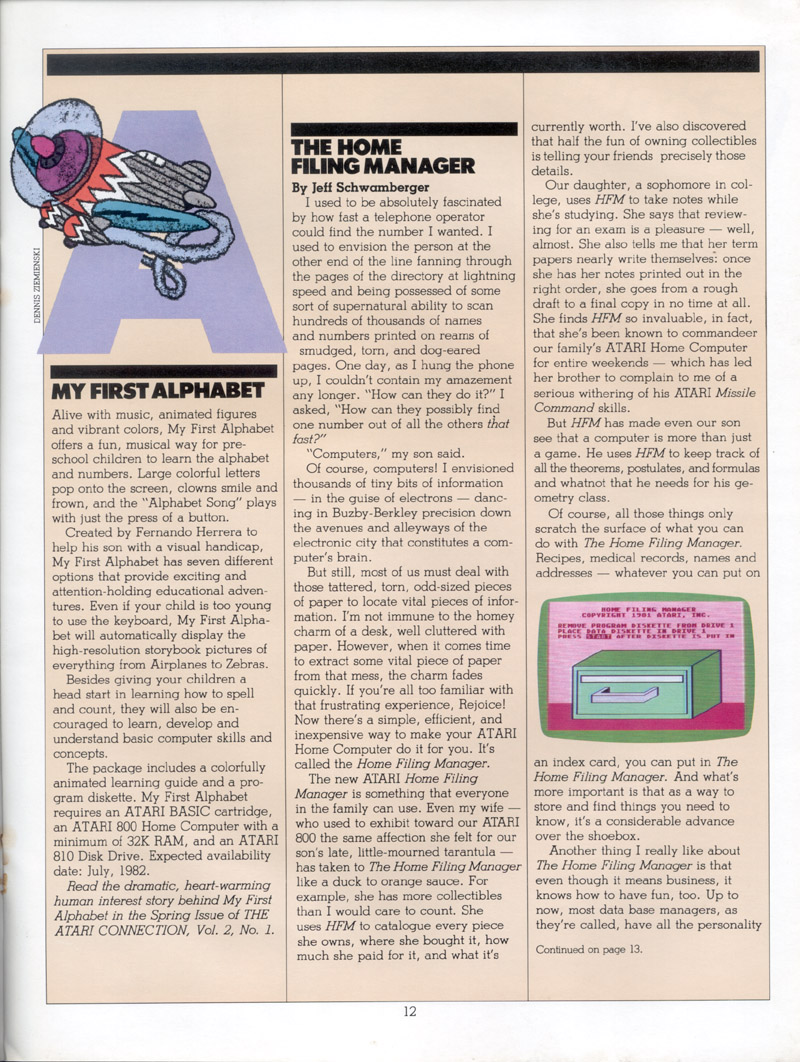 DENNIS ZIEMIENSKI
A
MY FIRST ALPHABET
Alive with music, animated figures
and vibrant colors, My First Alphabet
offers a fun, musical way for pre-
school children to learn the alphabet
and numbers. Large colorful letters
pop onto the screen, clowns smile and
frown, and the "Alphabet Song" plays
with just the press of a button.
Created by Fernando Herrera to
help his son with a visual handicap,
My First Alphabet has seven different
options that provide exciting and
attention-holding educational adven-
tures. Even if your child is too young
to use the keyboard, My First Alpha-
bet will automatically display the
high-resolution storybook pictures of
everything from Airplanes to Zebras.
Besides giving your children a
head start in learning how to spell
and count, they will also be en-
couraged to learn, develop and
understand basic computer skills and
concepts.
The package includes a colorfully
animated learning guide and a pro-
gram diskette. My First Alphabet
requires an ATARI BASIC cartridge,
an ATARI 800 Home Computer with a
minimum of 32K RAM, and an ATARI
810 Disk Drive. Expected availability
date: July, 1982.
Read the dramatic, heart-warming
human interest story behind My First
Alphabet in the Spring Issue of THE
ATARI CONNECTION, Vol. 2, No. 1.
THE HOME
FILING MANAGER
By Jeff Schwamberger
I used to be absolutely fascinated
by how fast a telephone operator
could find the number I wanted. I
used to envision the person at the
other end of the line fanning through
the pages of the directory at lightning
speed and being possessed of some
sort of supernatural ability to scan
hundreds of thousands of names
and numbers printed on reams of
smudged, torn, and dog-eared
pages. One day, as I hung the phone
up, I couldn't contain my amazement
any longer. "How can they do it?" I
asked, "How can they possibly find
one number out of all the others that
fast?"
"Computers," my son said.
Of course, computers! I envisioned
thousands of tiny bits of information
— in the guise of electrons — danc-
ing in Buzby-Berkley precision down
the avenues and alleyways of the
electronic city that constitutes a com-
puter's brain.
But still, most of us must deal with
those tattered, torn, odd-sized pieces
of paper to locate vital pieces of infor-
mation. I'm not immune to the homey
charm of a desk, well cluttered with
paper. However, when it comes time
to extract some vital piece of paper
from that mess, the charm fades
quickly. If you're all too familiar with
that frustrating experience, Rejoice!
Now there's a simple, efficient, and
inexpensive way to make your ATARI
Home Computer do it for you. It's
called the Home Filing Manager.
The new ATARI Home Filing
Manager is something that everyone
in the family can use. Even my wife —
who used to exhibit toward our ATARI
800 the same affection she felt for our
son's late, little-mourned tarantula —
has taken to The Home Filing Manager
like a duck to orange sauce. For
example, she has more collectibles
than I would care to count. She
uses HFM to catalogue every piece
she owns, where she bought it, how
much she paid for it, and what it's
currently worth. I've also discovered
that half the fun of owning collectibles
is telling your friends precisely those
details.
Our daughter, a sophomore in col-
lege, uses HFM to take notes while
she's studying. She says that review-
ing for an exam is a pleasure — well,
almost. She also tells me that her term
papers nearly write themselves: once
she has her notes printed out in the
right order, she goes from a rough
draft to a final copy in no time at all.
She finds HFM so invaluable, in fact,
that she's been known to commandeer
our family's ATARI Home Computer
for entire weekends — which has led
her brother to complain to me of a
serious withering of his ATARI Missile
Command skills.
But HFM has made even our son
see that a computer is more than just
a game. He uses HFM to keep track of
all the theorems, postulates, and formulas
and whatnot that he needs for his ge-
ometry class.
Of course, all those things only
scratch the surface of what you can
do with The Home Filing Manager.
Recipes, medical records, names and
addresses — whatever you can put on
HOME FILING MANAGER
COPYRIGHT 1981 ATARI, INC.
REMOVE PROGRAM DISKETTE FROM DRIVE 1
PLACE DATA DISKETTE IN DRIVE 1
PRESS START AFTER DISKETTE IS PUT IN
an index card, you can put in The
Home Filing Manager. And what's
more important is that as a way to
store and find things you need to
know, it's a considerable advance
over the shoebox.
Another thing I really like about
The Home Filing Manager is that
even though it means business, it
knows how to have fun, too. Up to
now, most data base managers, as
they're called, have all the personality
Continued on page 13.
12